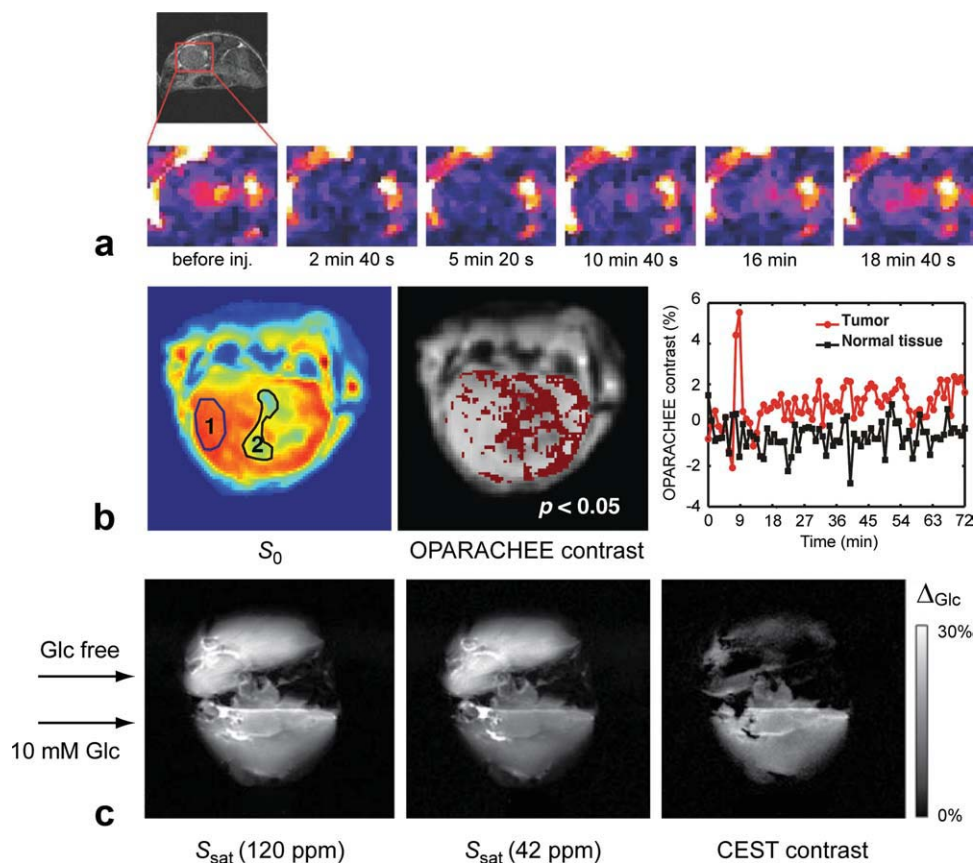 a
before inj.
2 min 40 s
5 min 20 s
10 min 40 s
16 min
18 min 40 s
b
1
2
S0
p < 0.05
OPARACHEE contrast
OPARACHEE contrast (%)
6
4
2
0
-2
-4
Tumor
Normal tissue
0
9
18
27
36
45
54
63
72
Time (min)
c
Glc free
10 mM Glc
Ssat (120 ppm)
Ssat (42 ppm)
CEST contrast
ΔGlc
30%
0%